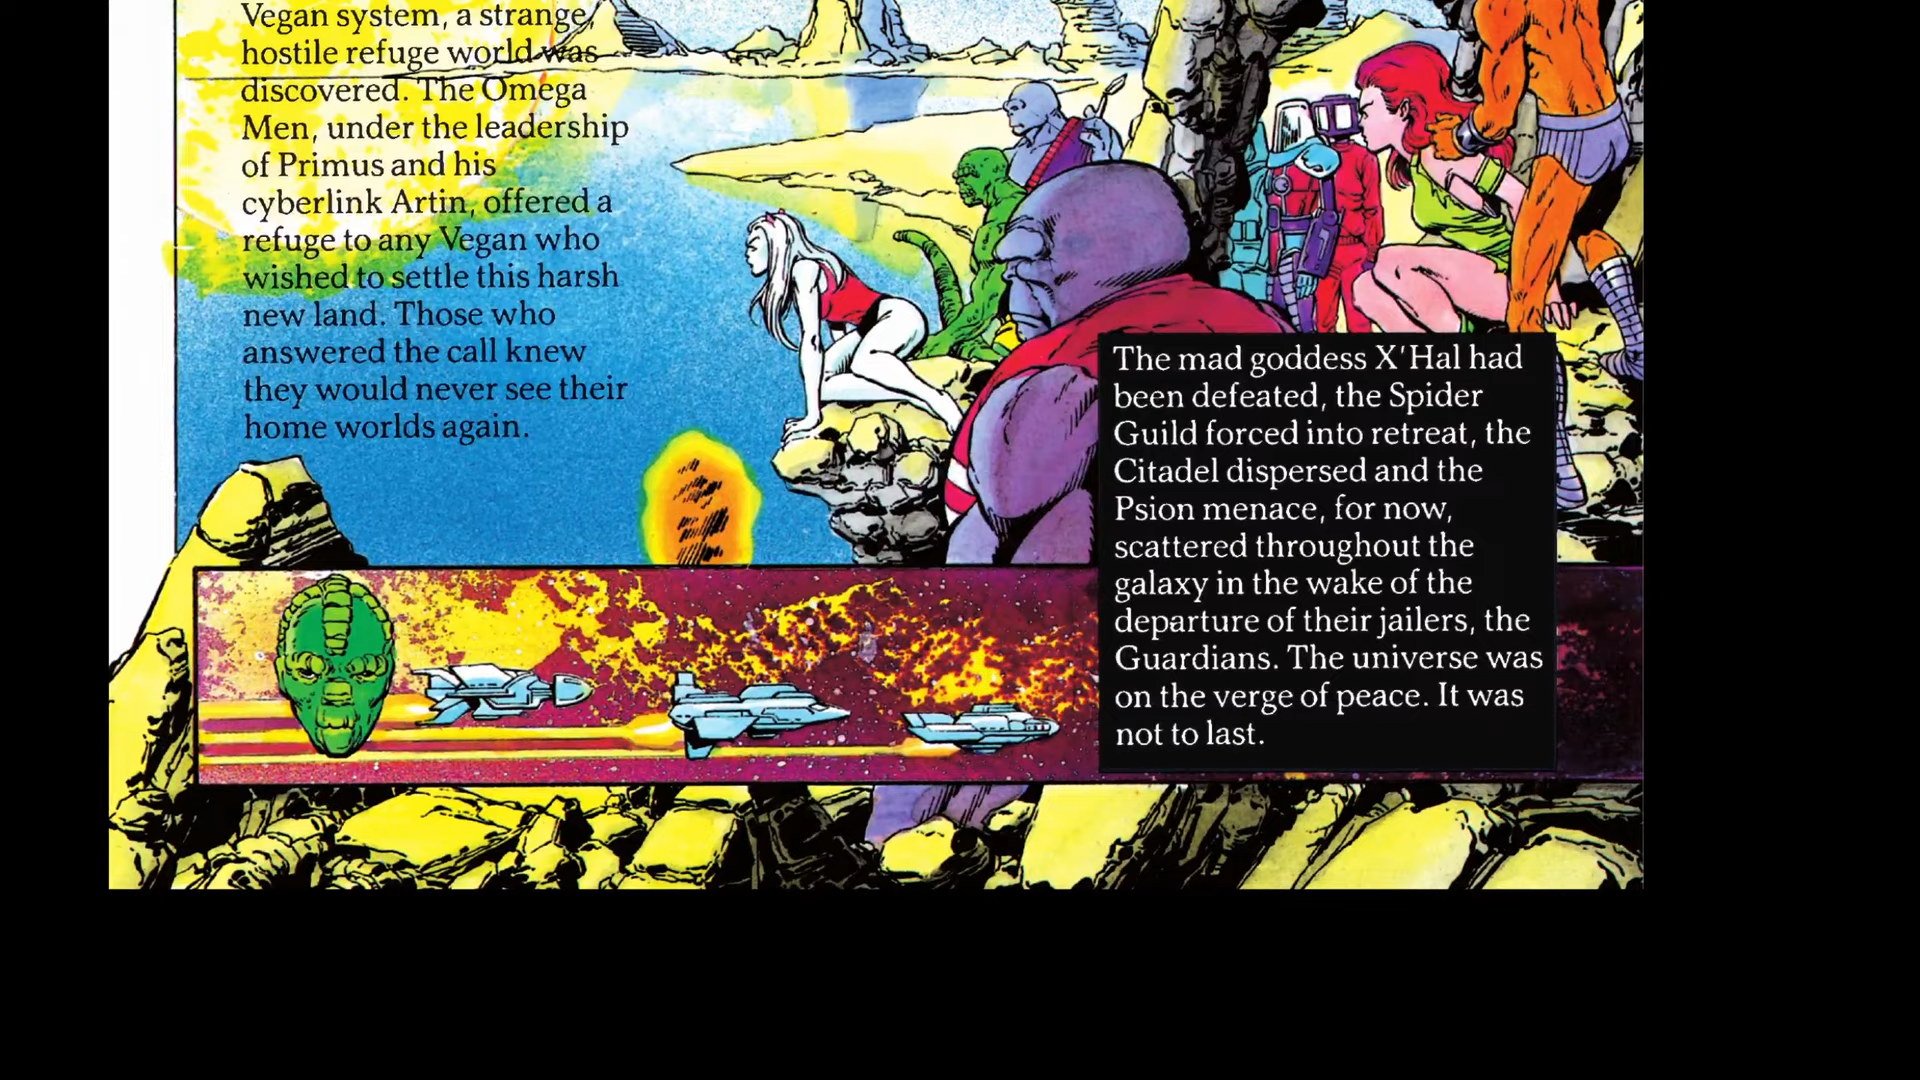 Vegan system, a strange,
hostile refuge world was
discovered. The Omega
Men, under the leadership
of Primus and his
cyberlink Artin, offered a
refuge to any Vegan who
wished to settle this harsh
new land. Those who
answered the call knew
they would never see their
home worlds again.
The mad goddess X'Hal had
been defeated, the Spider
Guild forced into retreat, the
Citadel dispersed and the
Psion menace, for now,
scattered throughout the
galaxy in the wake of the
departure of their jailers, the
Guardians. The universe was
on the verge of peace. It was
not to last.